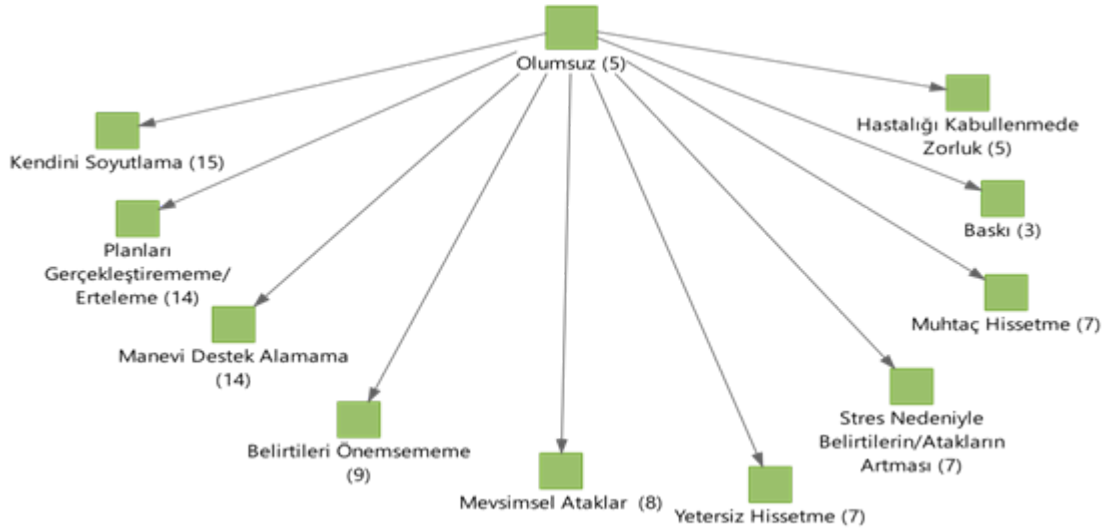 Olumsuz (5)
Kendini Soyutlama (15)
Planları
Gerçekleştirememe/
Erteleme (14)
Manevi Destek Alamama
(14)
Belirtileri Önemsememe
(9)
Mevsimsel Ataklar (8)
Yetersiz Hissetme (7)
Stres Nedeniyle
Belirtilerin/Atakların
Artması (7)
Muhtaç Hissetme (7)
Baskı (3)
Hastalığı Kabullenmede
Zorluk (5)